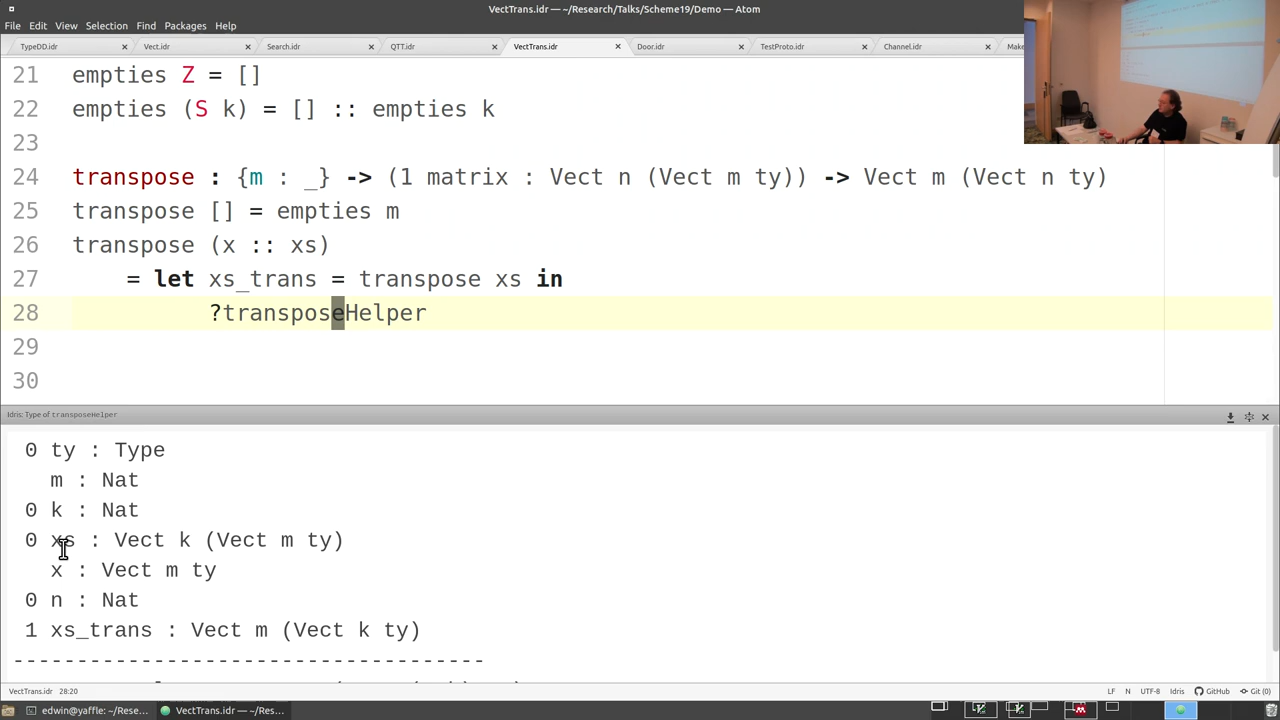 VectTrans.idr — ~/Research/Talks/Scheme19/Demo — Atom
File Edit View Selection Find Packages Help
TypeDD.idr × Vect.idr × Search.idr × QTT.idr × VectTrans.idr × Door.idr × TestProto.idr × Channel.idr × Make
21 empties Z = []
22 empties (S k) = [] :: empties k
23
24 transpose : {m : _} -> (1 matrix : Vect n (Vect m ty)) -> Vect m (Vect n ty)
25 transpose [] = empties m
26 transpose (x :: xs)
27 = let xs_trans = transpose xs in
28 ?transposeHelper
29
30
Idris: Type of transposeHelper
0 ty : Type
m : Nat
0 k : Nat
0 xs : Vect k (Vect m ty)
x : Vect m ty
0 n : Nat
1 xs_trans : Vect m (Vect k ty)
-------------------------------------
VectTrans.idr 28:20 LF N UTF-8 Idris GitHub Git (0)
edwin@yaffle: ~/Rese... VectTrans.idr — ~/Res...